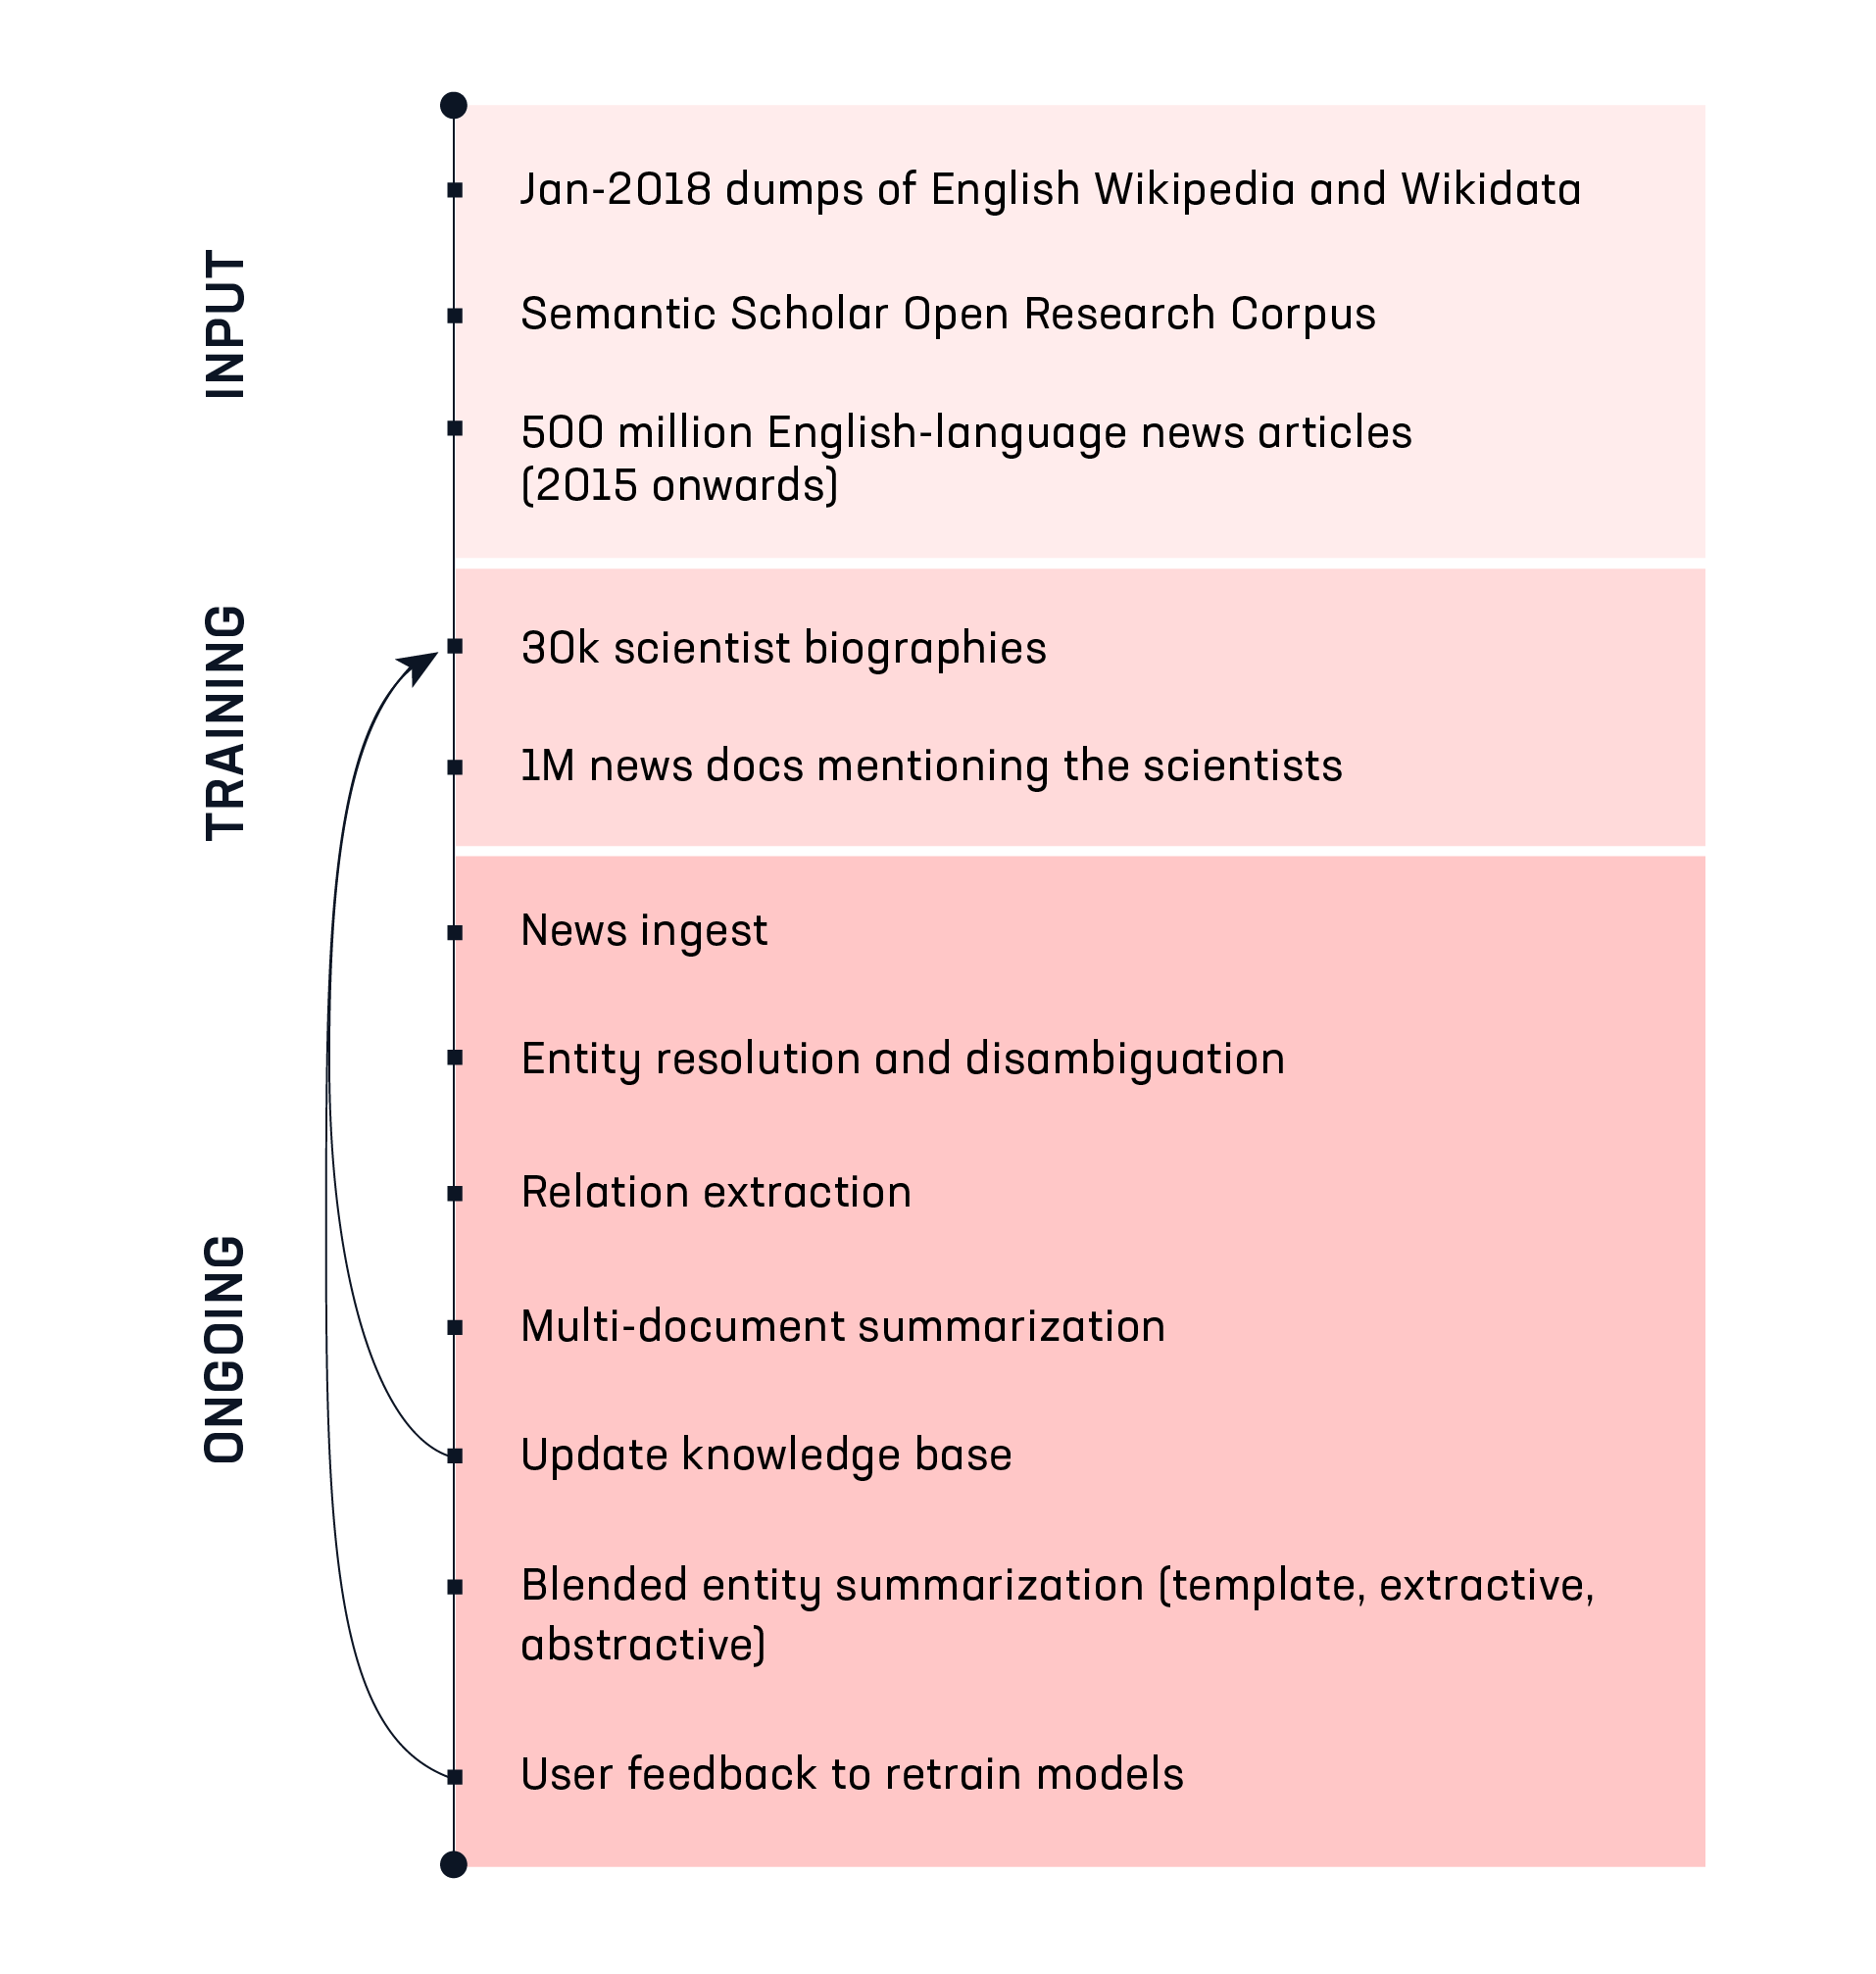 INPUT
Jan-2018 dumps of English Wikipedia and Wikidata
Semantic Scholar Open Research Corpus
500 million English-language news articles
(2015 onwards)
TRAINING
30k scientist biographies
1M news docs mentioning the scientists
ONGOING
News ingest
Entity resolution and disambiguation
Relation extraction
Multi-document summarization
Update knowledge base
Blended entity summarization (template, extractive,
abstractive)
User feedback to retrain models